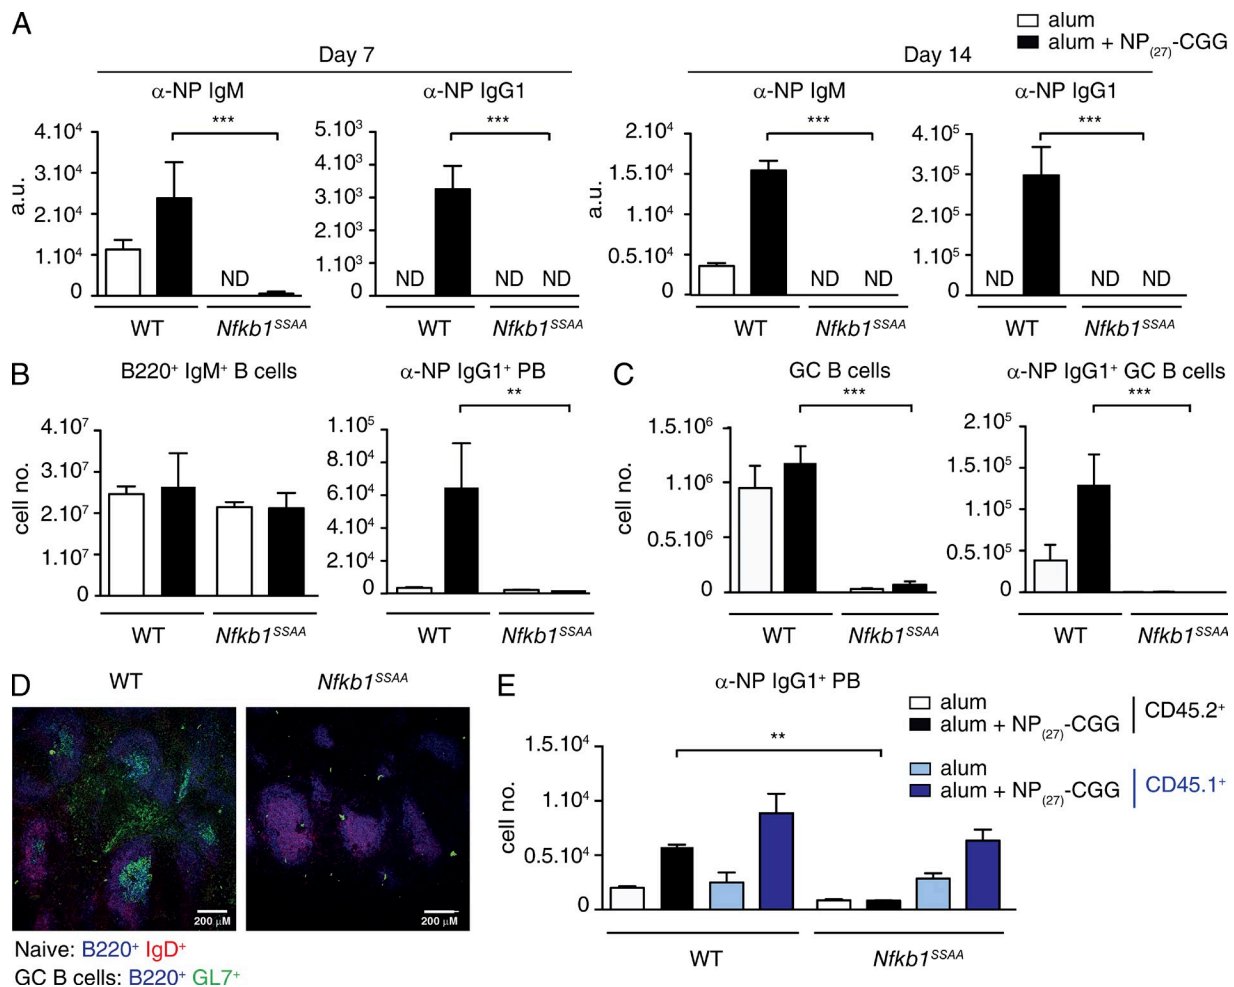 A
alum
alum + NP(27)-CGG
Day 7
Day 14
α-NP IgM
α-NP IgG1
α-NP IgM
α-NP IgG1
***
***
***
***
a.u.
4.10⁴
3.10⁴
2.10⁴
1.10⁴
0
5.10³
4.10³
3.10³
2.10³
1.10³
0
a.u.
2.10⁴
1.5.10⁴
1.10⁴
0.5.10⁴
0
4.10⁵
3.10⁵
2.10⁵
1.10⁵
0
ND
ND ND ND
ND ND
ND ND ND
WT Nfkb1SSAA
WT Nfkb1SSAA
WT Nfkb1SSAA
WT Nfkb1SSAA
B
B220⁺ IgM⁺ B cells
α-NP IgG1⁺ PB
**
cell no.
4.10⁷
3.10⁷
2.10⁷
1.10⁷
0
1.10⁵
8.10⁴
6.10⁴
4.10⁴
2.10⁴
0
WT Nfkb1SSAA
WT Nfkb1SSAA
C
GC B cells
α-NP IgG1⁺ GC B cells
***
***
cell no.
1.5.10⁶
1.10⁶
0.5.10⁶
0
2.10⁵
1.5.10⁵
1.10⁵
0.5.10⁵
0
WT Nfkb1SSAA
WT Nfkb1SSAA
D
WT
Nfkb1SSAA
200 µM
200 µM
Naive: B220⁺ IgD⁺
GC B cells: B220⁺ GL7⁺
E
α-NP IgG1⁺ PB
alum
alum + NP(27)-CGG
CD45.2⁺
alum
alum + NP(27)-CGG
CD45.1⁺
**
cell no.
1.5.10⁴
1.10⁴
0.5.10⁴
0
WT Nfkb1SSAA